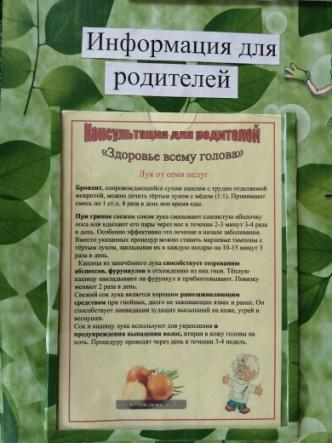 Информация для
родителей
Консультация для родителей
«Здоровье всему голова»
Лук от семи недуг
Бронхит, сопровождающийся сухим кашлем с трудно отделяемой
мокротой, можно лечить тёртым луком с мёдом (1:1). Принимают
смесь по 1 ст.л. 4 раза в день вовремя еды.
При гриппе свежим соком лука смазывают слизистую оболочку
носа или вдыхают его пары через нос в течении 2-3 минут 3-4 раза
в день. Особенно эффективно это лечение в начале заболевания.
Вместо указанных процедур можно ставить марлевые тампоны с
тёртым луком, закладывая их в каждую ноздрю на 10-15 минут 3
раза в день.
Кашица из запечённого лука способствует созреванию
абсцессов, фурункулов и отхождению из них гноя. Тёплую
кашицу накладывают на фурункул и прибинтовывают. Повязку
меняют 2 раза в день.
Свежий сок лука является хорошим ранозаживляющим
средством при гнойных, долго не заживающих язвах и ранах. Он
способствует ликвидации зудящих высыпаний на коже, угрей и
веснушек.
Сок и кашицу лука используют для укрепления и
предупреждения выпадения волос, втирая в кожу головы на
ночь. Процедуру проводят через день в течении 3-4 недель.